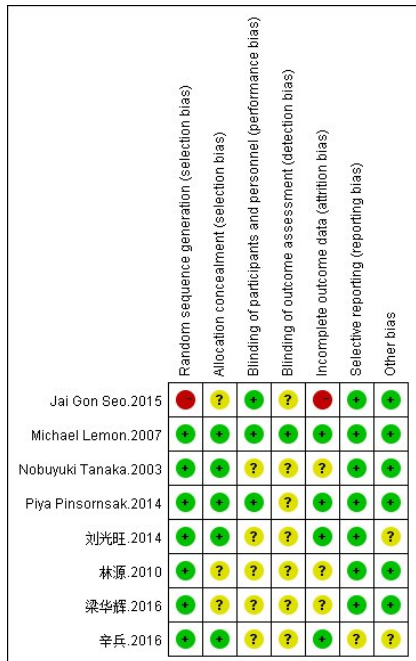 Random sequence generation (selection bias)
Allocation concealment (selection bias)
Blinding of participants and personnel (performance bias)
Blinding of outcome assessment (detection bias)
Incomplete outcome data (attrition bias)
Selective reporting (reporting bias)
Other bias
Jai Gon Seo.2015 - ? + ? - + +
Michael Lemon.2007 + + + + + + +
Nobuyuki Tanaka.2003 + + ? ? ? + +
Piya Pinsornsak.2014 + + + ? + + +
刘光旺.2014 + + ? ? + + ?
林源.2010 + ? ? ? ? + +
梁华辉.2016 + ? ? ? ? + +
辛兵.2016 + + ? ? + ? ?